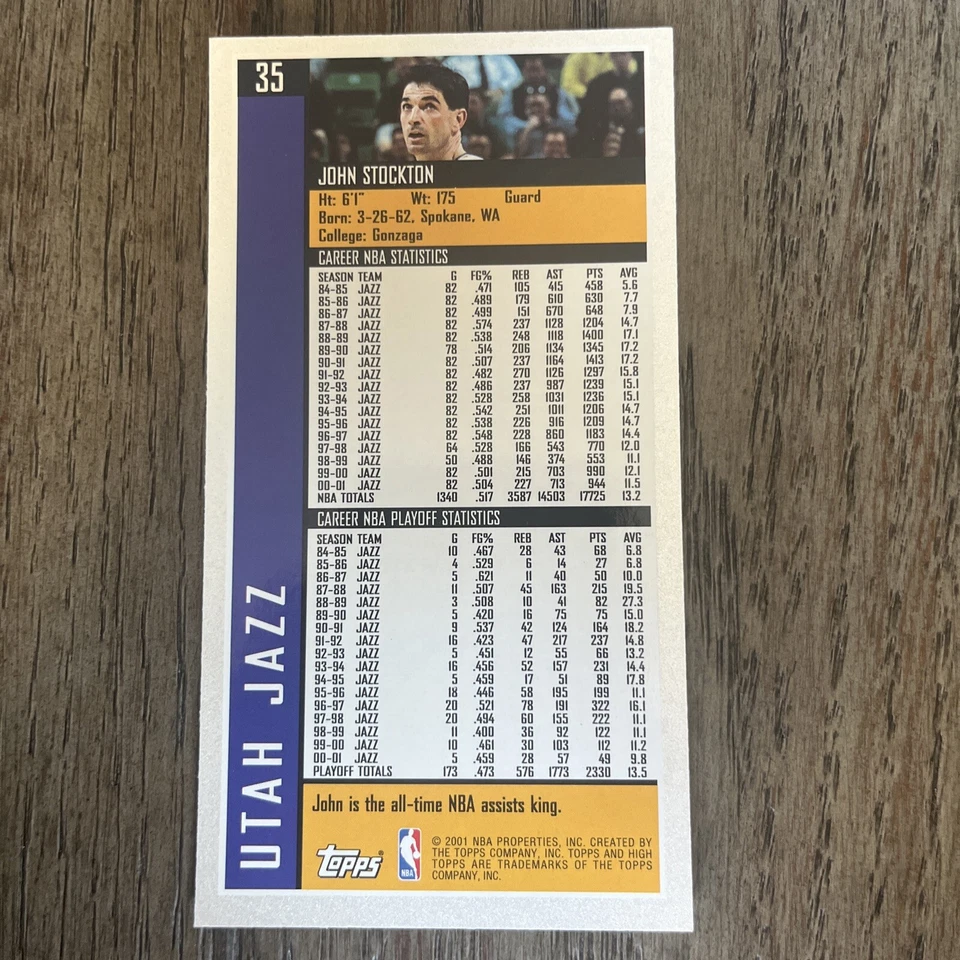 35
UTAH JAZZ
JOHN STOCKTON
Ht: 6'1" Wt: 175 Guard
Born: 3-26-62, Spokane, WA
College: Gonzaga
CAREER NBA STATISTICS
SEASON TEAM G FG% REB AST PTS AVG
84-85 JAZZ 82 .471 105 415 458 5.6
85-86 JAZZ 82 .489 179 610 630 7.7
86-87 JAZZ 82 .499 151 670 648 7.9
87-88 JAZZ 82 .574 237 1128 1204 14.7
88-89 JAZZ 82 .538 248 1118 1400 17.1
89-90 JAZZ 78 .514 206 1134 1345 17.2
90-91 JAZZ 82 .507 237 1164 1413 17.2
91-92 JAZZ 82 .482 270 1126 1297 15.8
92-93 JAZZ 82 .486 237 987 1239 15.1
93-94 JAZZ 82 .528 258 1031 1236 15.1
94-95 JAZZ 82 .542 251 1011 1206 14.7
95-96 JAZZ 82 .538 226 916 1209 14.7
96-97 JAZZ 82 .548 228 860 1183 14.4
97-98 JAZZ 64 .528 166 543 770 12.0
98-99 JAZZ 50 .488 146 374 553 11.1
99-00 JAZZ 82 .501 215 703 990 12.1
00-01 JAZZ 82 .504 227 713 944 11.5
NBA TOTALS 1340 .517 3587 14503 17725 13.2
CAREER NBA PLAYOFF STATISTICS
SEASON TEAM G FG% REB AST PTS AVG
84-85 JAZZ 10 .467 28 43 68 6.8
85-86 JAZZ 4 .529 6 14 27 6.8
86-87 JAZZ 5 .621 11 40 50 10.0
87-88 JAZZ 11 .507 45 163 215 19.5
88-89 JAZZ 3 .508 10 41 82 27.3
89-90 JAZZ 5 .420 16 75 75 15.0
90-91 JAZZ 9 .537 42 124 164 18.2
91-92 JAZZ 16 .423 47 217 237 14.8
92-93 JAZZ 5 .451 12 55 66 13.2
93-94 JAZZ 16 .456 52 157 231 14.4
94-95 JAZZ 5 .459 17 51 89 17.8
95-96 JAZZ 18 .446 58 195 199 11.1
96-97 JAZZ 20 .521 78 191 322 16.1
97-98 JAZZ 20 .494 60 155 222 11.1
98-99 JAZZ 11 .400 36 92 122 11.1
99-00 JAZZ 10 .461 30 103 112 11.2
00-01 JAZZ 5 .459 28 57 49 9.8
PLAYOFF TOTALS 173 .473 576 1773 2330 13.5
John is the all-time NBA assists king.
TOPPS®
NBA
© 2001 NBA PROPERTIES, INC. CREATED BY
THE TOPPS COMPANY, INC. TOPPS AND HIGH
TOPPS ARE TRADEMARKS OF THE TOPPS
COMPANY, INC.